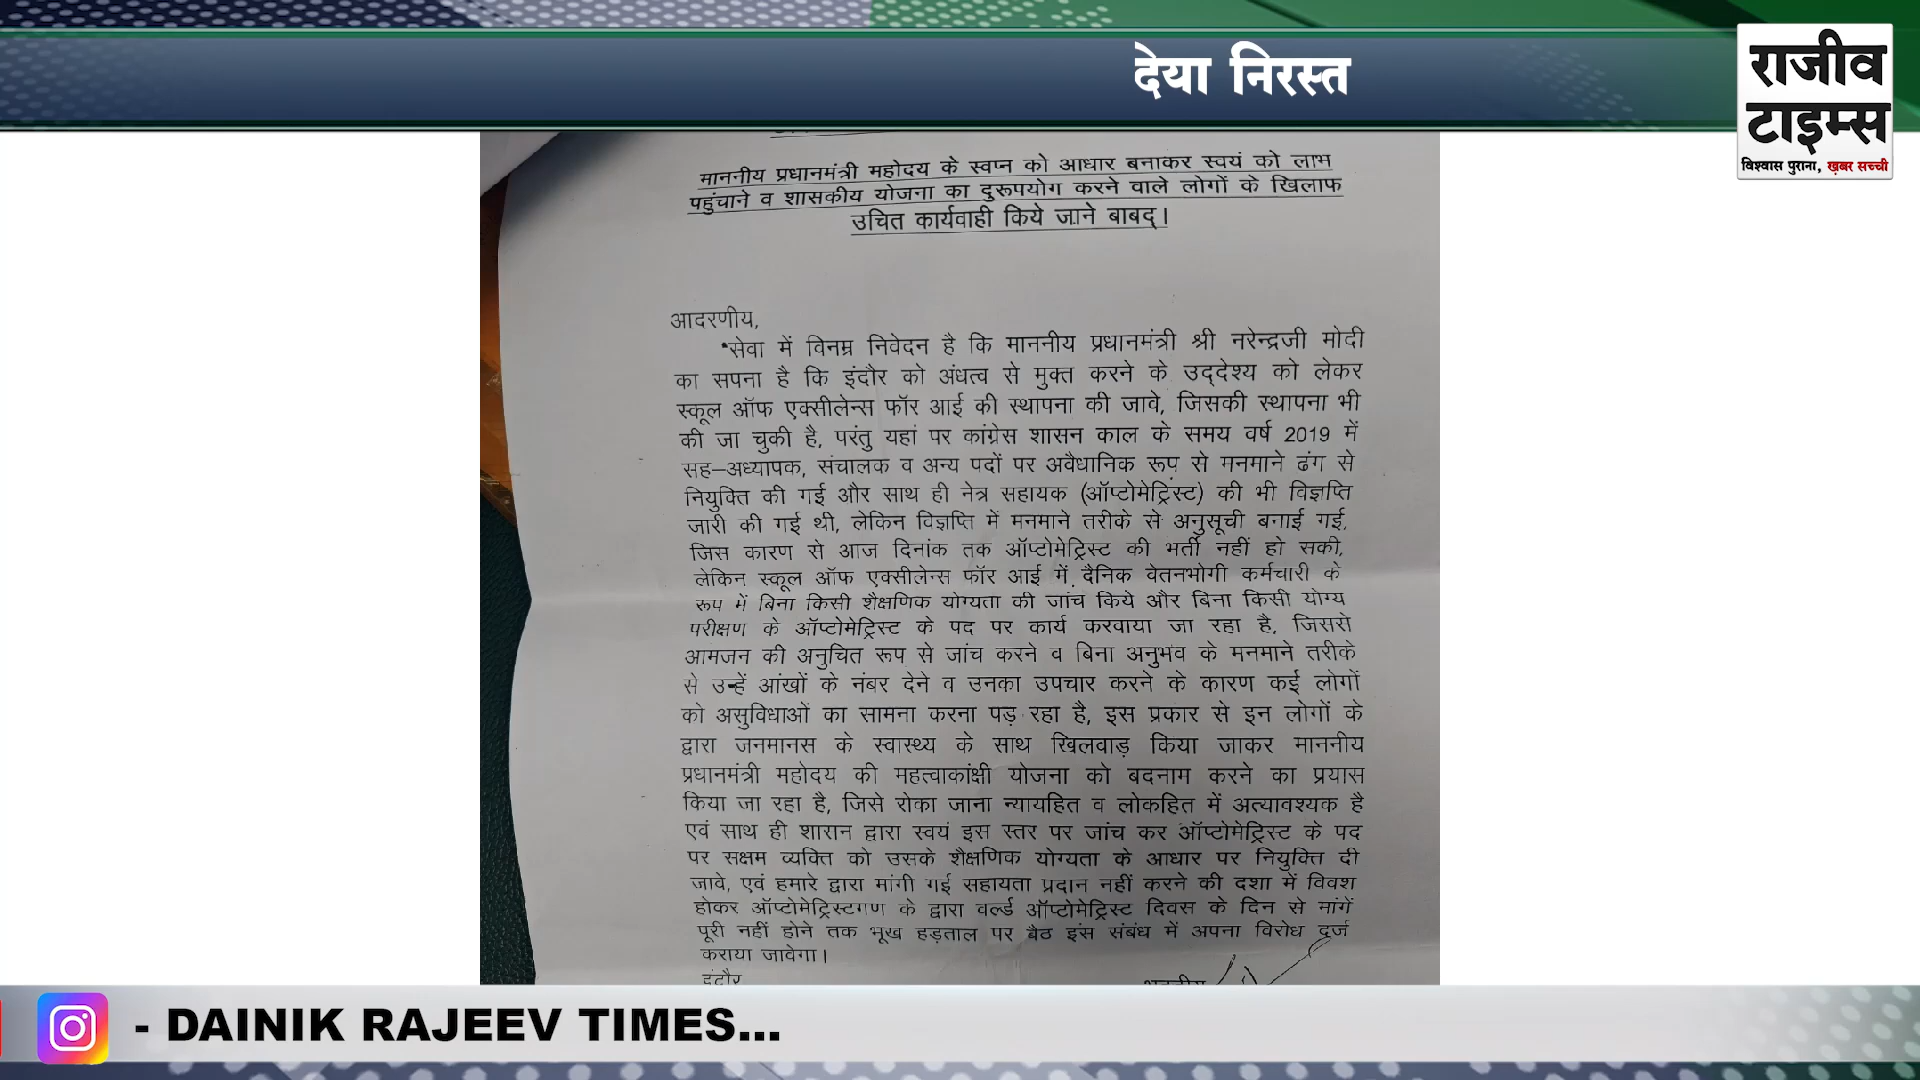 देया निरस्त
राजीव
टाइम्स
विश्वास पुराना, ख़बर सच्ची
माननीय प्रधानमंत्री महोदय के स्वप्न को आधार बनाकर स्वयं को लाभ
पहुंचाने व शासकीय योजना का दुरूपयोग करने वाले लोगों के खिलाफ
उचित कार्यवाही किये जाने बाबद्।
आदरणीय,
सेवा में विनम्र निवेदन है कि माननीय प्रधानमंत्री श्री नरेन्द्रजी मोदी
का सपना है कि इंदौर को अंधत्व से मुक्त करने के उद्देश्य को लेकर
स्कूल ऑफ एक्सीलेन्स फॉर आई की स्थापना की जावे, जिसकी स्थापना भी
की जा चुकी है, परंतु यहां पर कांग्रेस शासन काल के समय वर्ष 2019 में
सह–अध्यापक, संचालक व अन्य पदों पर अवैधानिक रूप से मनमाने ढंग से
नियुक्ति की गई और साथ ही नेत्र सहायक (ऑप्टोमेट्रिस्ट) की भी विज्ञप्ति
जारी की गई थी, लेकिन विज्ञप्ति में मनमाने तरीके से अनुसूची बनाई गई,
जिस कारण से आज दिनांक तक ऑप्टोमेट्रिस्ट की भर्ती नहीं हो सकी,
लेकिन स्कूल ऑफ एक्सीलेन्स फॉर आई में दैनिक वेतनभोगी कर्मचारी के
रूप में बिना किसी शैक्षणिक योग्यता की जांच किये और बिना किसी योग्य
परीक्षण के ऑप्टोमेट्रिस्ट के पद पर कार्य करवाया जा रहा है, जिससे
आमजन की अनुचित रूप से जांच करने व बिना अनुभव के मनमाने तरीके
से उन्हें आंखों के नंबर देने व उनका उपचार करने के कारण कई लोगों
को असुविधाओं का सामना करना पड़ रहा है, इस प्रकार से इन लोगों के
द्वारा जनमानस के स्वास्थ्य के साथ खिलवाड़ किया जाकर माननीय
प्रधानमंत्री महोदय की महत्वाकांक्षी योजना को बदनाम करने का प्रयास
किया जा रहा है, जिसे रोका जाना न्यायहित व लोकहित में अत्यावश्यक है
एवं साथ ही शासन द्वारा स्वयं इस स्तर पर जांच कर ऑप्टोमेट्रिस्ट के पद
पर सक्षम व्यक्ति को उसके शैक्षणिक योग्यता के आधार पर नियुक्ति दी
जावे, एवं हमारे द्वारा मांगी गई सहायता प्रदान नहीं करने की दशा में विवश
होकर ऑप्टोमेट्रिस्टगण के द्वारा वर्ल्ड ऑप्टोमेट्रिस्ट दिवस के दिन से मांगें
पूरी नहीं होने तक भूख हड़ताल पर बैठ इस संबंध में अपना विरोध दर्ज
कराया जावेगा।
इंदौर
- DAINIK RAJEEV TIMES...